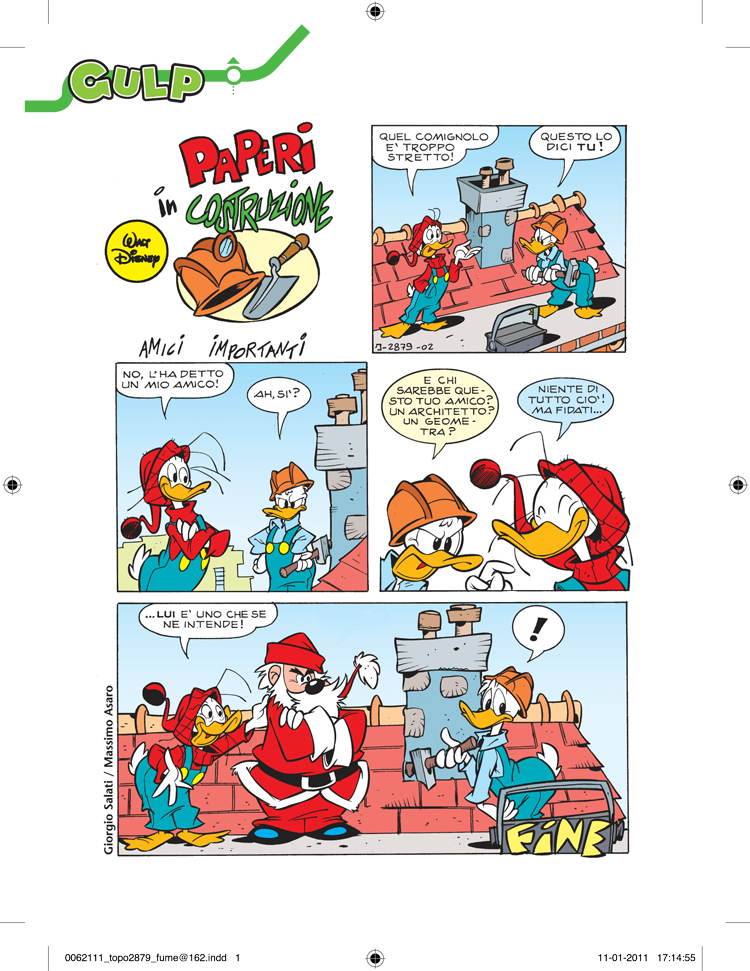 GULP
PAPERI
in COSTRUZIONE
WALT
DISNEY
AMICI IMPORTANTI
QUEL COMIGNOLO
E' TROPPO
STRETTO!
QUESTO LO
DICI TU!
J-2879-02
NO, L'HA DETTO
UN MIO AMICO!
AH, SI'?
E CHI
SAREBBE QUE-
STO TUO AMICO?
UN ARCHITETTO?
UN GEOME-
TRA?
NIENTE DI
TUTTO CIO'!
MA FIDATI...
...LUI E' UNO CHE SE
NE INTENDE!
!
FINE
Giorgio Salati / Massimo Asaro
0062111_topo2879_fume@162.indd 1
11-01-2011 17:14:55